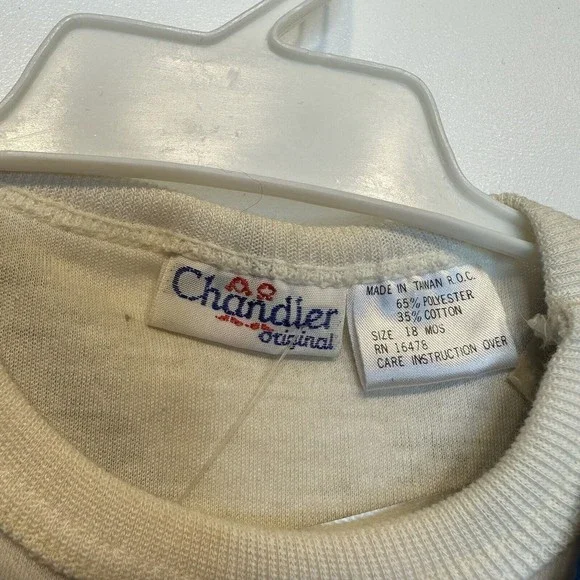 Chandler
original
MADE IN TAIWAN R.O.C.
65% POLYESTER
35% COTTON
SIZE 18 MOS
RN 16478
CARE INSTRUCTION OVER